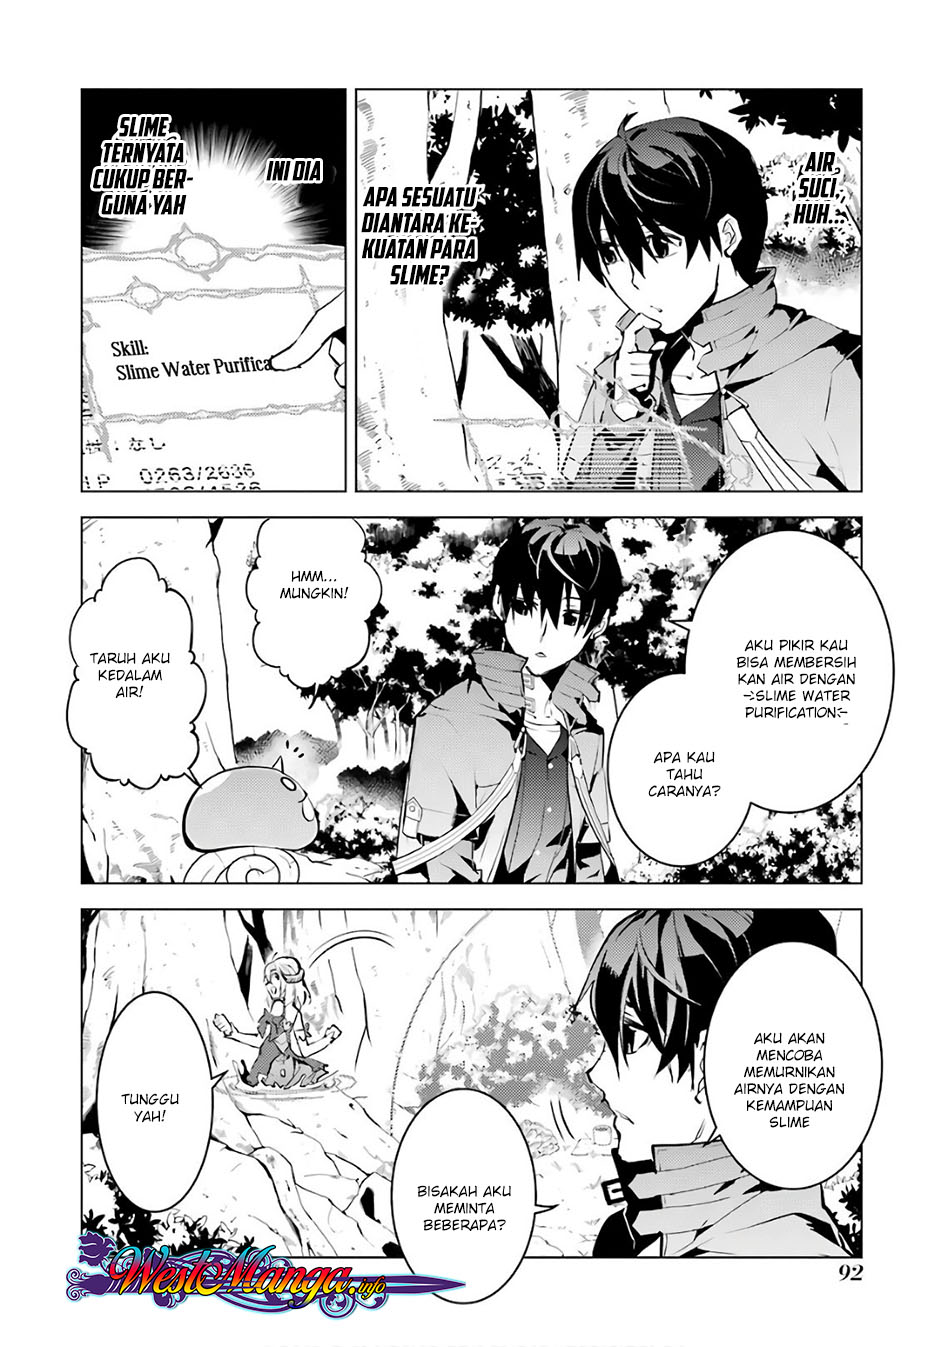 AIR
SUCI,
HUH...
APA SESUATU
DIANTARA KE-
KUATAN PARA
SLIME?
INI DIA
SLIME
TERNYATA
CUKUP BER-
GUNA YAH
Skill:
Slime Water Purifica
なし
0263/2636
AKU PIKIR KAU
BISA MEMBERSIH
KAN AIR DENGAN
-SLIME WATER
PURIFICATION-
APA KAU
TAHU
CARANYA?
HMM...
MUNGKIN!
TARUH AKU
KEDALAM
AIR!
AKU AKAN
MENCOBA
MEMURNIKAN
AIRNYA DENGAN
KEMAMPUAN
SLIME
BISAKAH AKU
MEMINTA
BEBERAPA?
TUNGGU
YAH!
WestManga.info
92